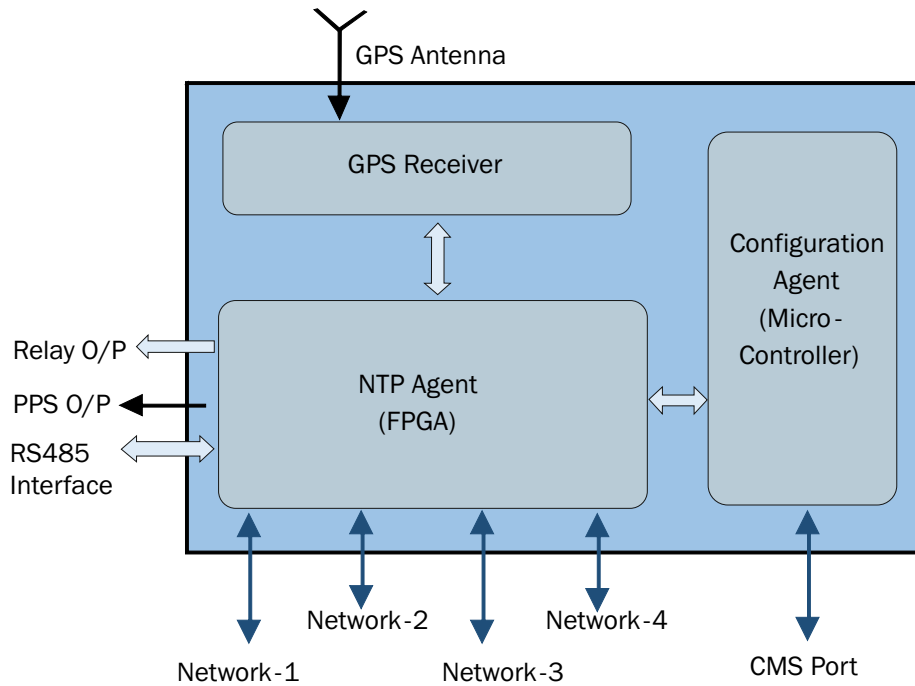 GPS Antenna
GPS Receiver
Configuration
Agent
(Micro-
Controller)
Relay O/P
NTP Agent
(FPGA)
PPS O/P
RS485
Interface
Network-2
Network-4
Network-1
Network-3
CMS Port